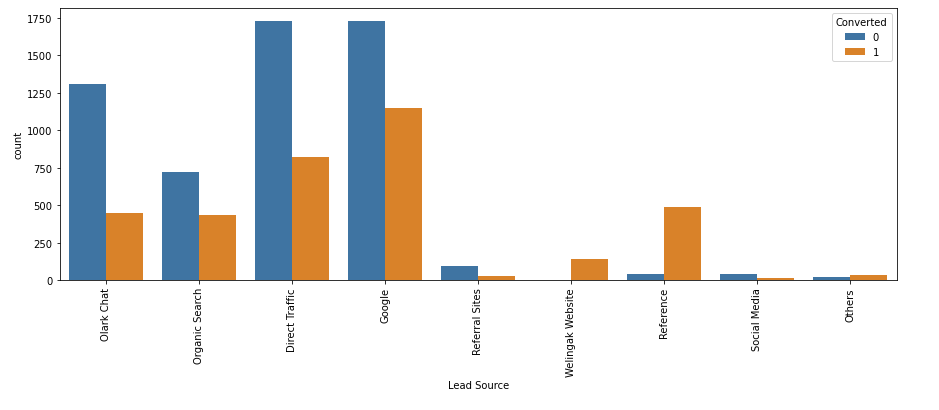 1750
1500
1250
1000
750
500
250
0
count
Converted
0
1
Olark Chat
Organic Search
Direct Traffic
Google
Referral Sites
Welingak Website
Reference
Social Media
Others
Lead Source